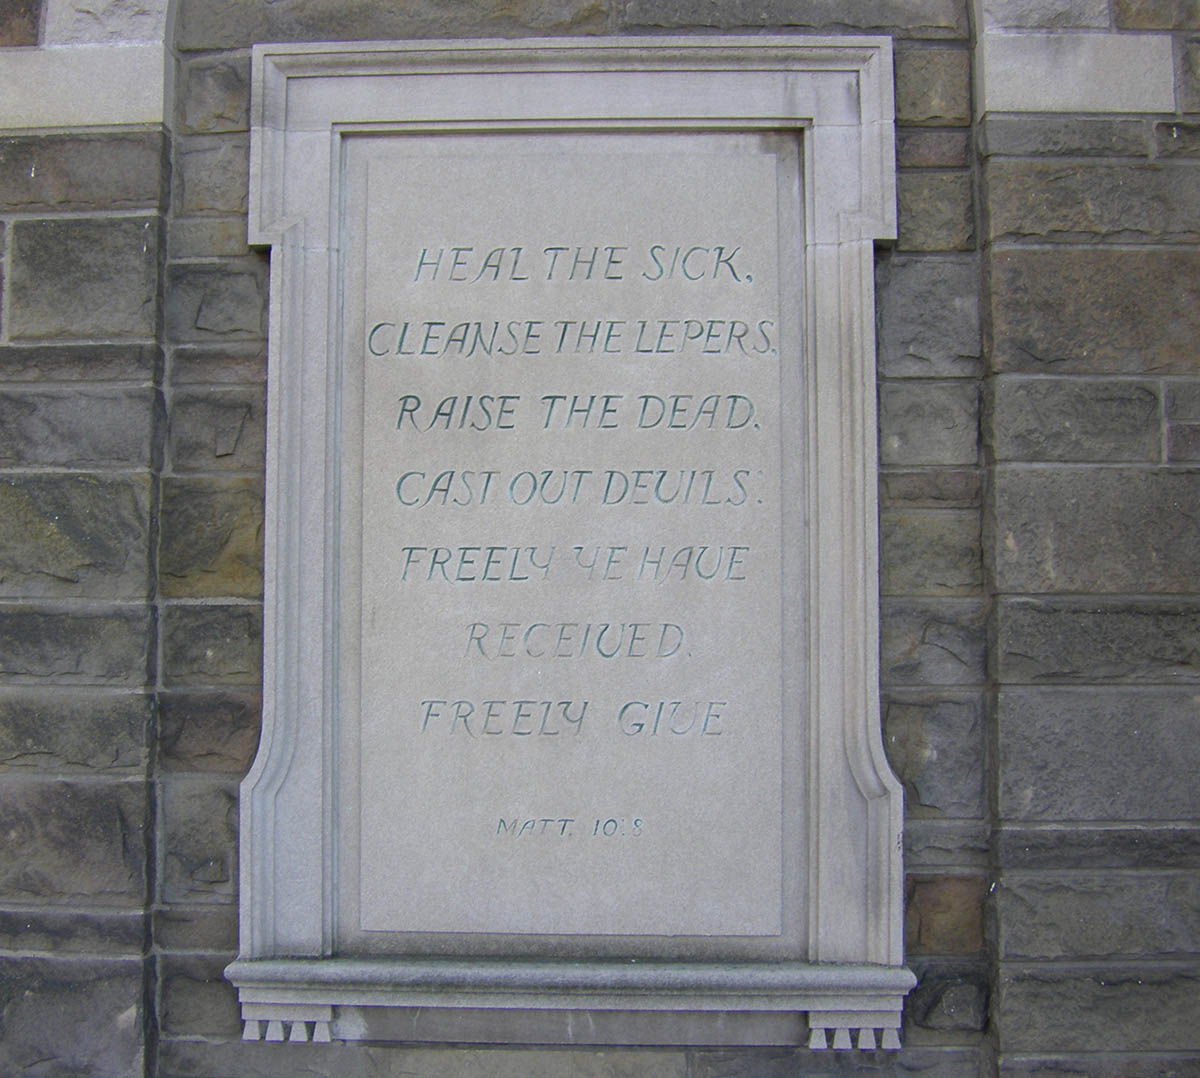 HEAL THE SICK,
CLEANSE THE LEPERS,
RAISE THE DEAD,
CAST OUT DEVILS:
FREELY YE HAVE
RECEIVED,
FREELY GIVE
MATT. 10:8